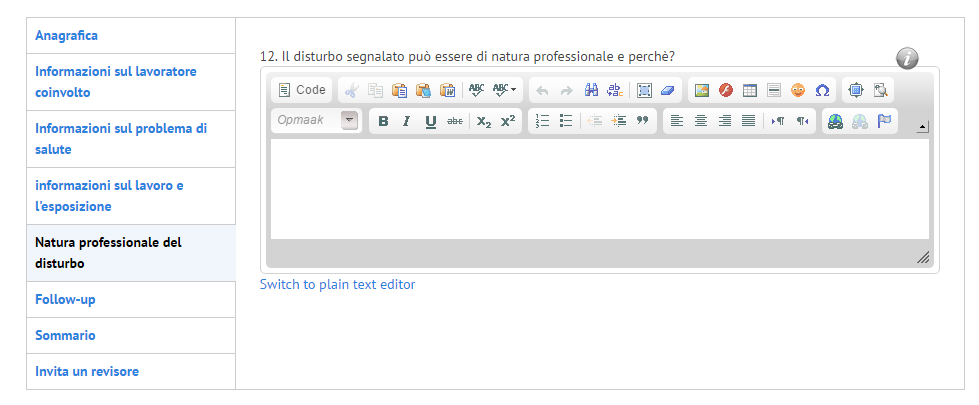 Anagrafica
Informazioni sul lavoratore
coinvolto
Informazioni sul problema di
salute
informazioni sul lavoro e
l'esposizione
Natura professionale del
disturbo
Follow-up
Sommario
Invita un revisore
12. Il disturbo segnalato può essere di natura professionale e perchè?
i
Code
ABC ABC
Opmaak
B I U abc X2 X²
Switch to plain text editor